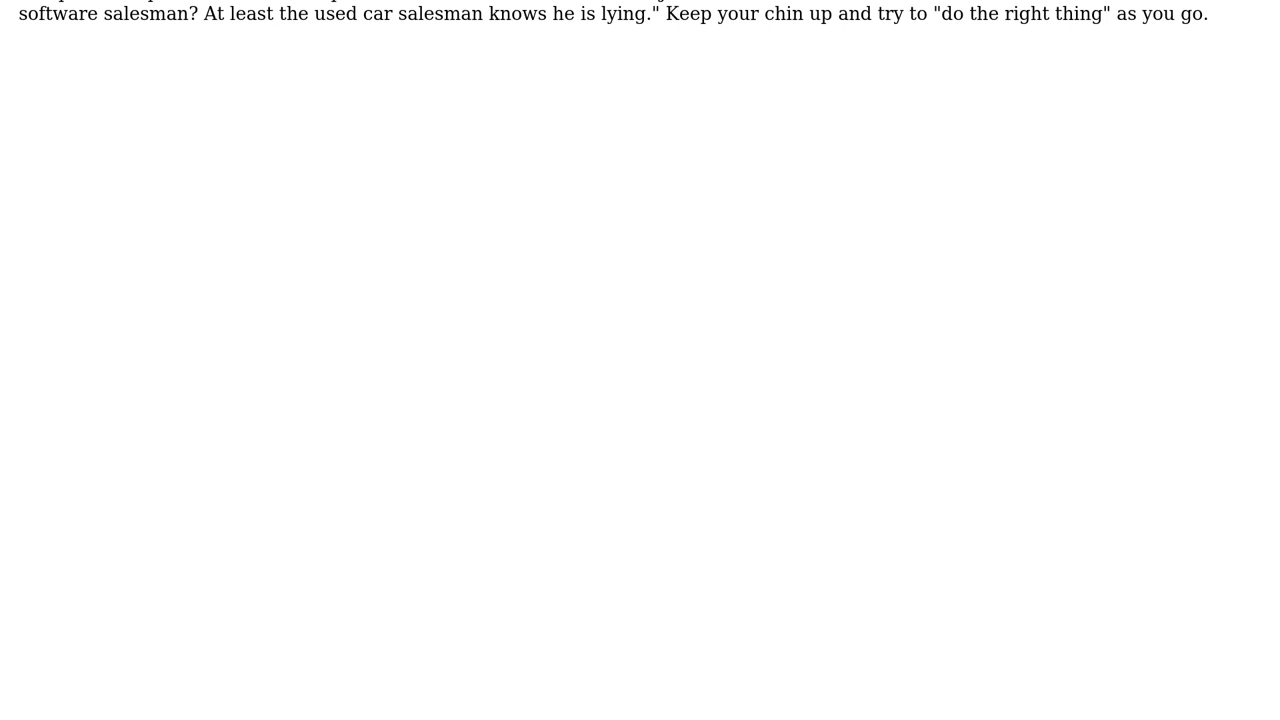 software salesman? At least the used car salesman knows he is lying." Keep your chin up and try to "do the right thing" as you go.